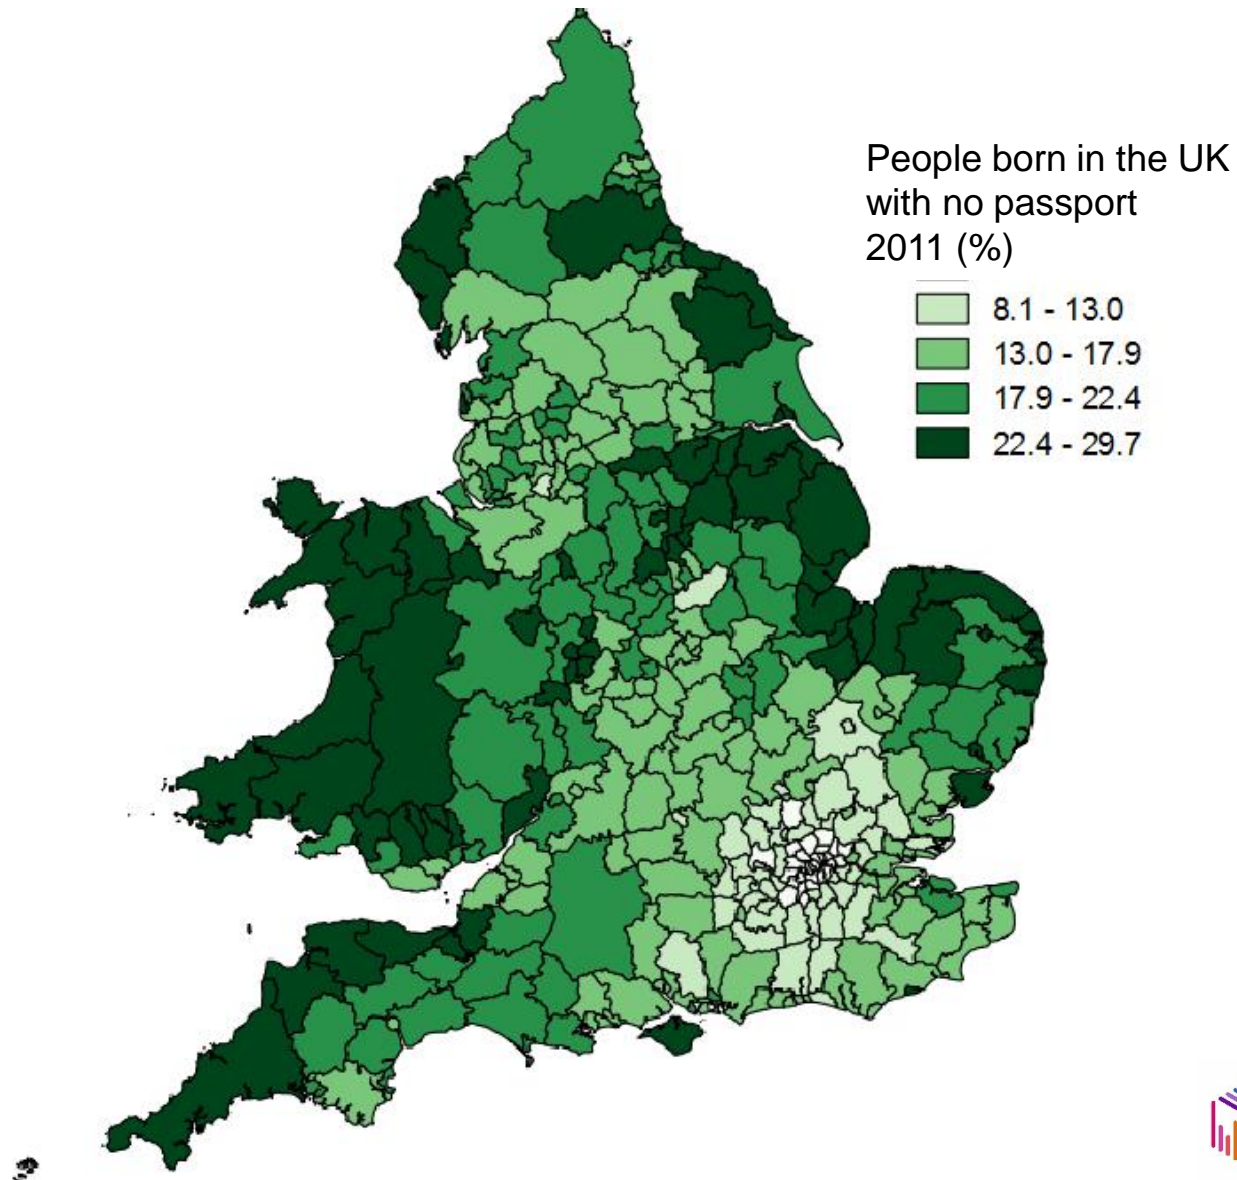 People born in the UK
with no passport
2011 (%)
8.1 - 13.0
13.0 - 17.9
17.9 - 22.4
22.4 - 29.7